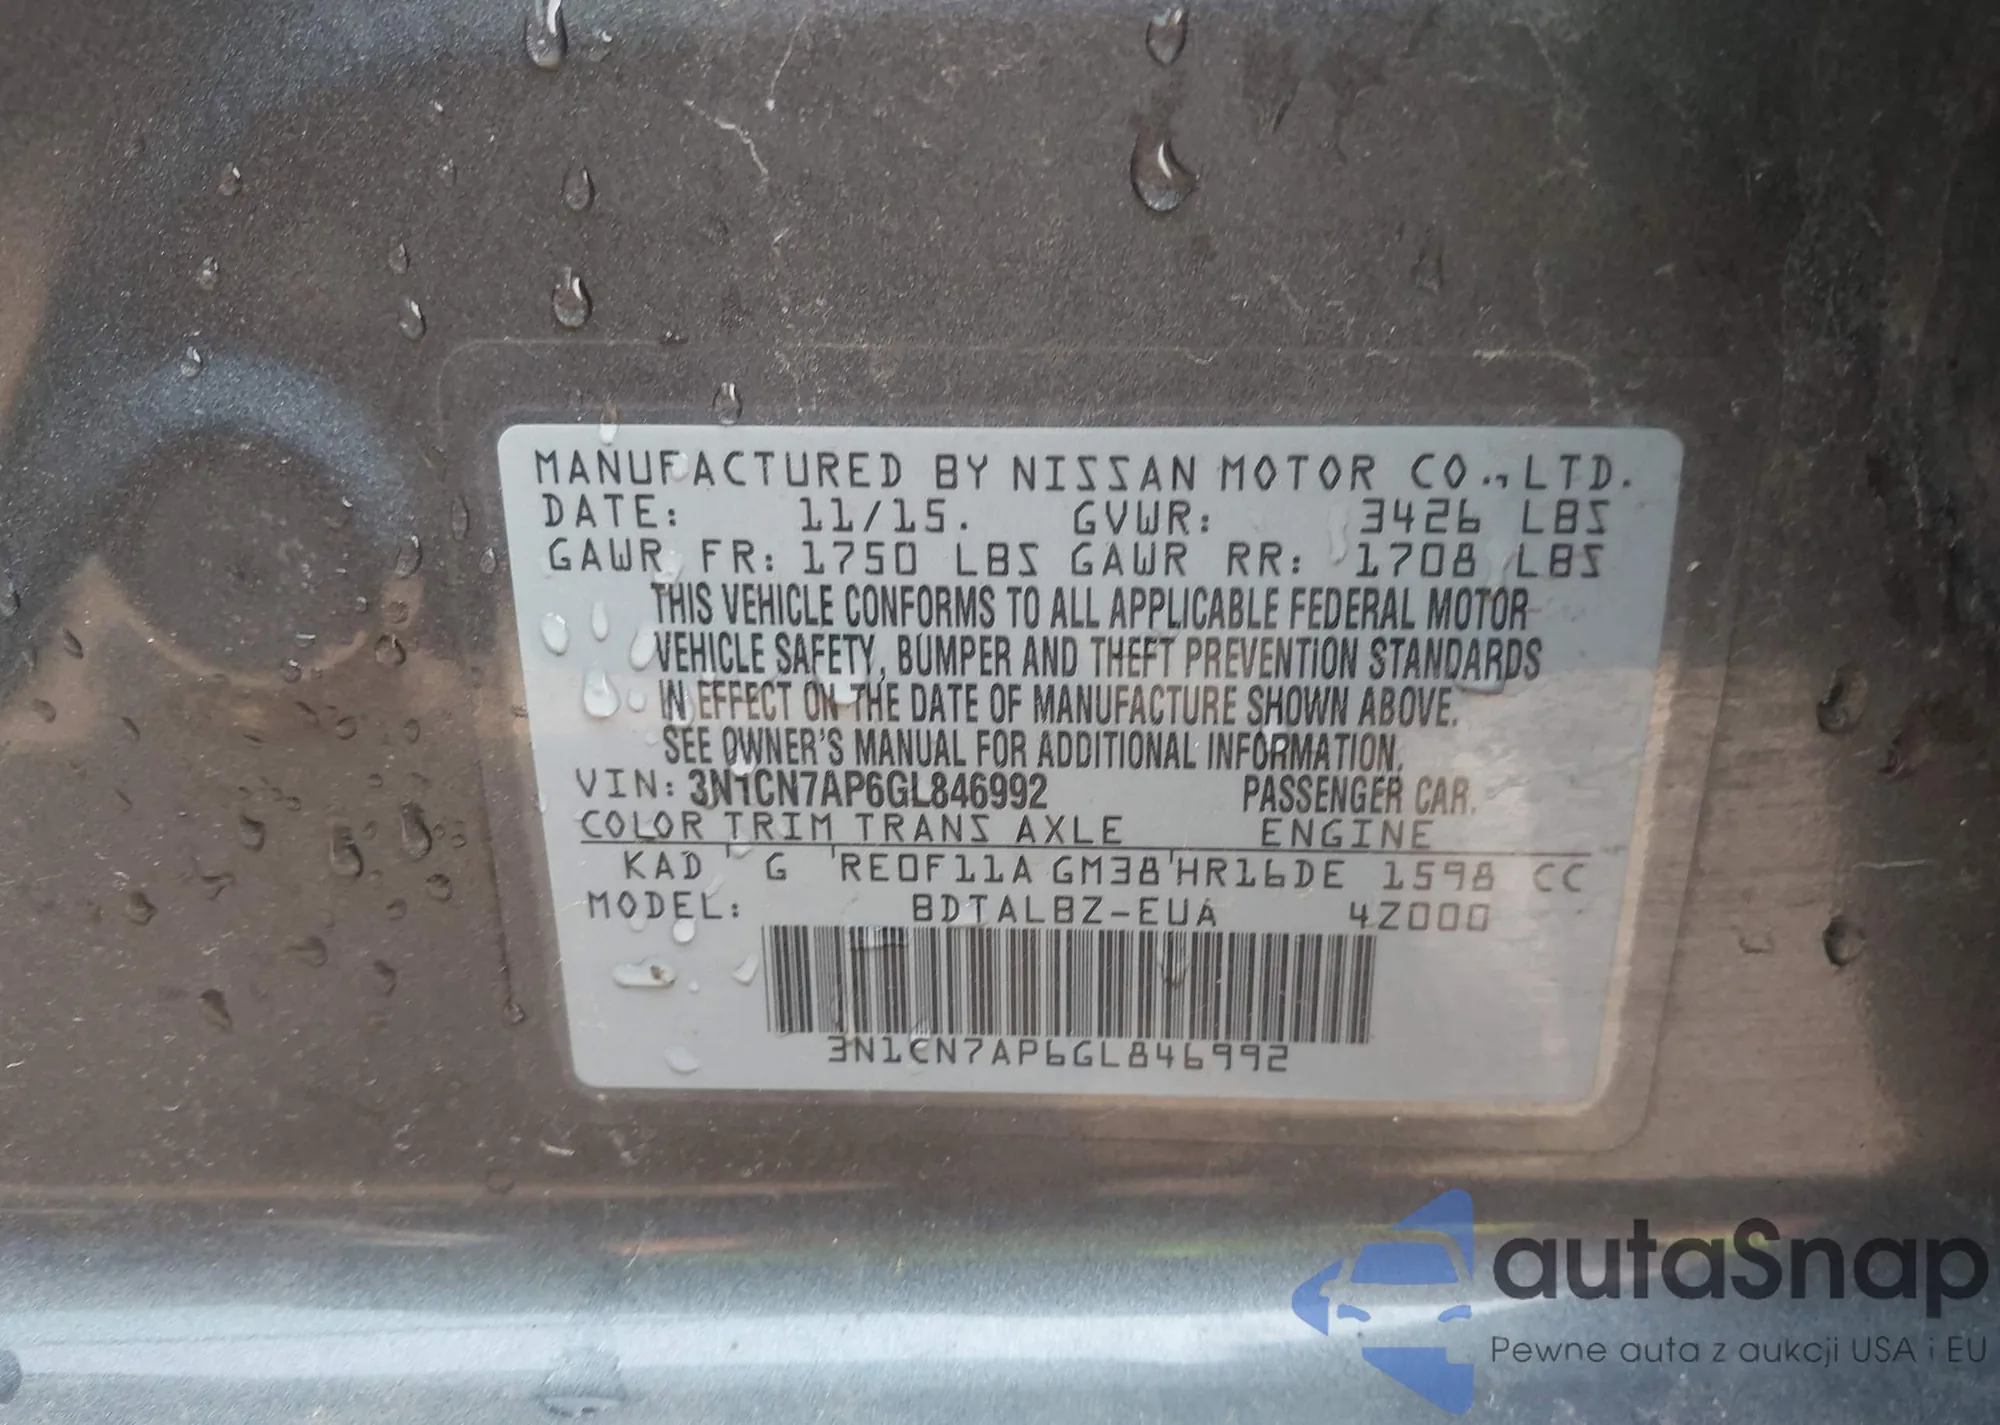 MANUFACTURED BY NISSAN MOTOR CO., LTD.
DATE: 11/15. GVWR: 3426 LBS
GAWR FR: 1750 LBS GAWR RR: 1708 LBS
THIS VEHICLE CONFORMS TO ALL APPLICABLE FEDERAL MOTOR
VEHICLE SAFETY, BUMPER AND THEFT PREVENTION STANDARDS
IN EFFECT ON THE DATE OF MANUFACTURE SHOWN ABOVE.
SEE OWNER'S MANUAL FOR ADDITIONAL INFORMATION.
VIN: 3N1CN7AP6GL846992 PASSENGER CAR.
COLOR TRIM TRANS AXLE ENGINE
KAD G RE0F11A GM38 HR16DE 1598 CC
MODEL: BDTALBZ-EUA 4Z000
3N1CN7AP6GL846992
autaSnap
Pewne auta z aukcji USA i EU